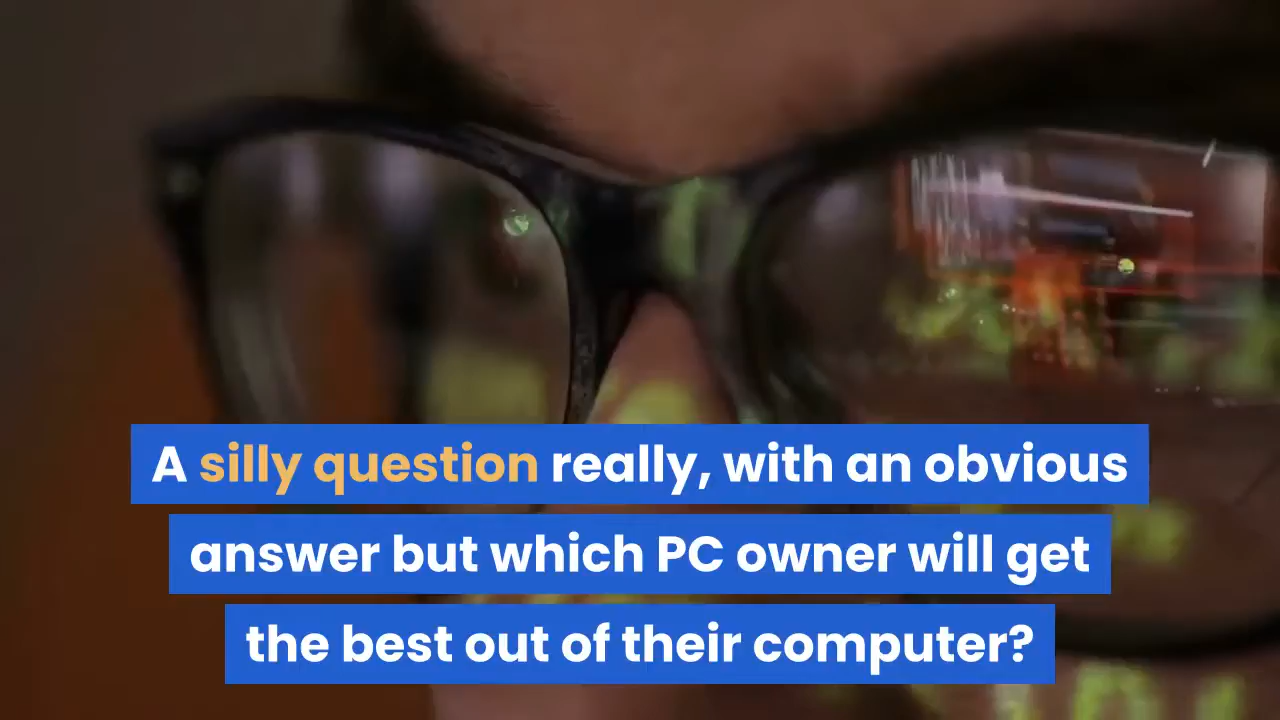 A silly question really, with an obvious
answer but which PC owner will get
the best out of their computer?